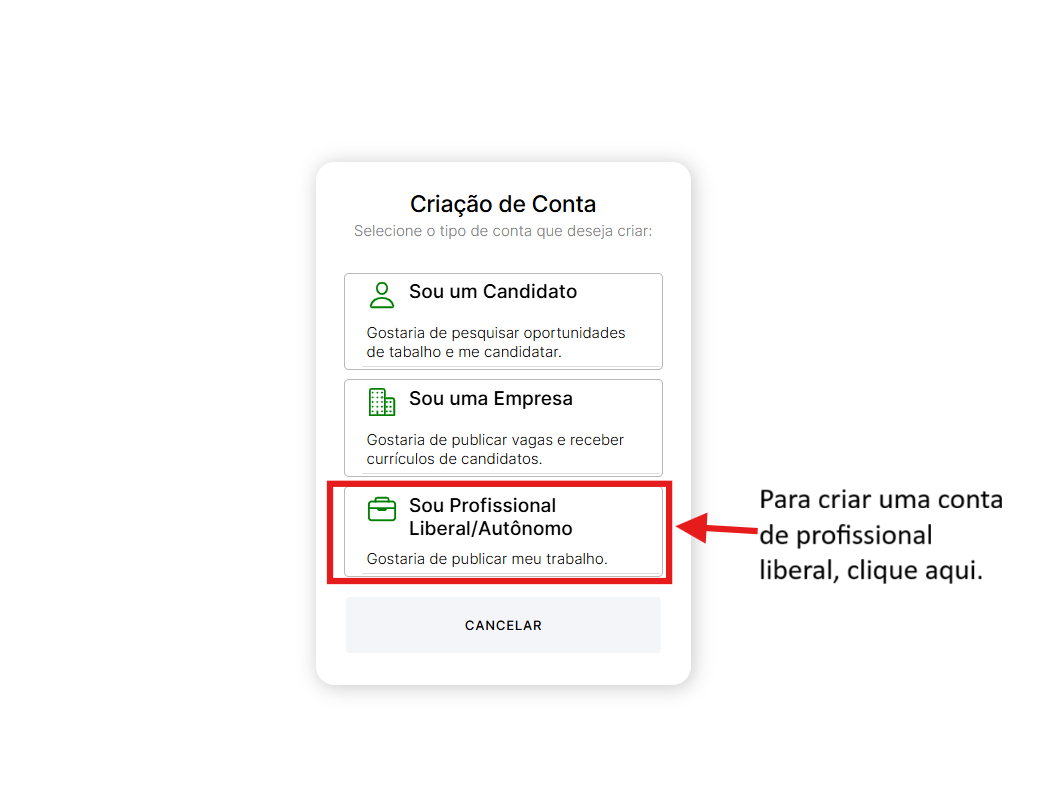 Criação de Conta
Selecione o tipo de conta que deseja criar:
Sou um Candidato
Gostaria de pesquisar oportunidades
de tabalho e me candidatar.
Sou uma Empresa
Gostaria de publicar vagas e receber
currículos de candidatos.
Sou Profissional
Liberal/Autônomo
Gostaria de publicar meu trabalho.
CANCELAR
Para criar uma conta
de profissional
liberal, clique aqui.